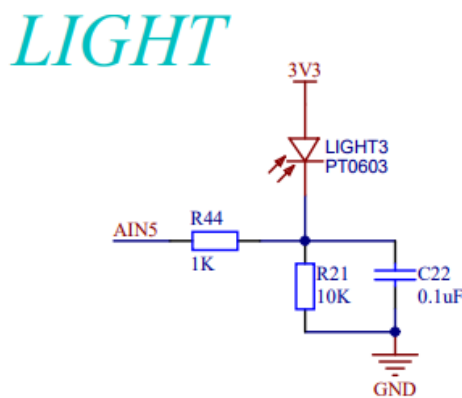 LIGHT
3V3
LIGHT3
PT0603
R44
AIN5
1K
R21
10K
C22
0.1uF
GND